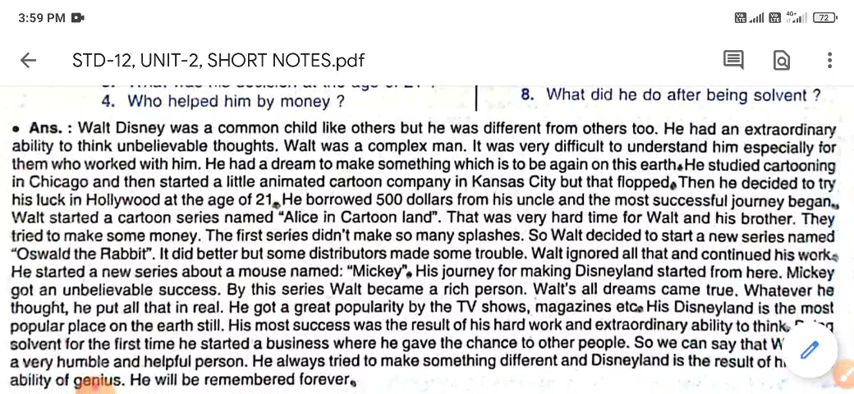 3:59 PM 4G+ 72
STD-12, UNIT-2, SHORT NOTES.pdf
4. Who helped him by money ? 8. What did he do after being solvent ?
• Ans. : Walt Disney was a common child like others but he was different from others too. He had an extraordinary
ability to think unbelievable thoughts. Walt was a complex man. It was very difficult to understand him especially for
them who worked with him. He had a dream to make something which is to be again on this earth. He studied cartooning
in Chicago and then started a little animated cartoon company in Kansas City but that flopped. Then he decided to try
his luck in Hollywood at the age of 21. He borrowed 500 dollars from his uncle and the most successful journey began.
Walt started a cartoon series named “Alice in Cartoon land”. That was very hard time for Walt and his brother. They
tried to make some money. The first series didn't make so many splashes. So Walt decided to start a new series named
“Oswald the Rabbit”. It did better but some distributors made some trouble. Walt ignored all that and continued his work.
He started a new series about a mouse named: “Mickey”. His journey for making Disneyland started from here. Mickey
got an unbelievable success. By this series Walt became a rich person. Walt's all dreams came true. Whatever he
thought, he put all that in real. He got a great popularity by the TV shows, magazines etc. His Disneyland is the most
popular place on the earth still. His most success was the result of his hard work and extraordinary ability to think.
solvent for the first time he started a business where he gave the chance to other people. So we can say that
a very humble and helpful person. He always tried to make something different and Disneyland is the result of
ability of genius. He will be remembered forever.